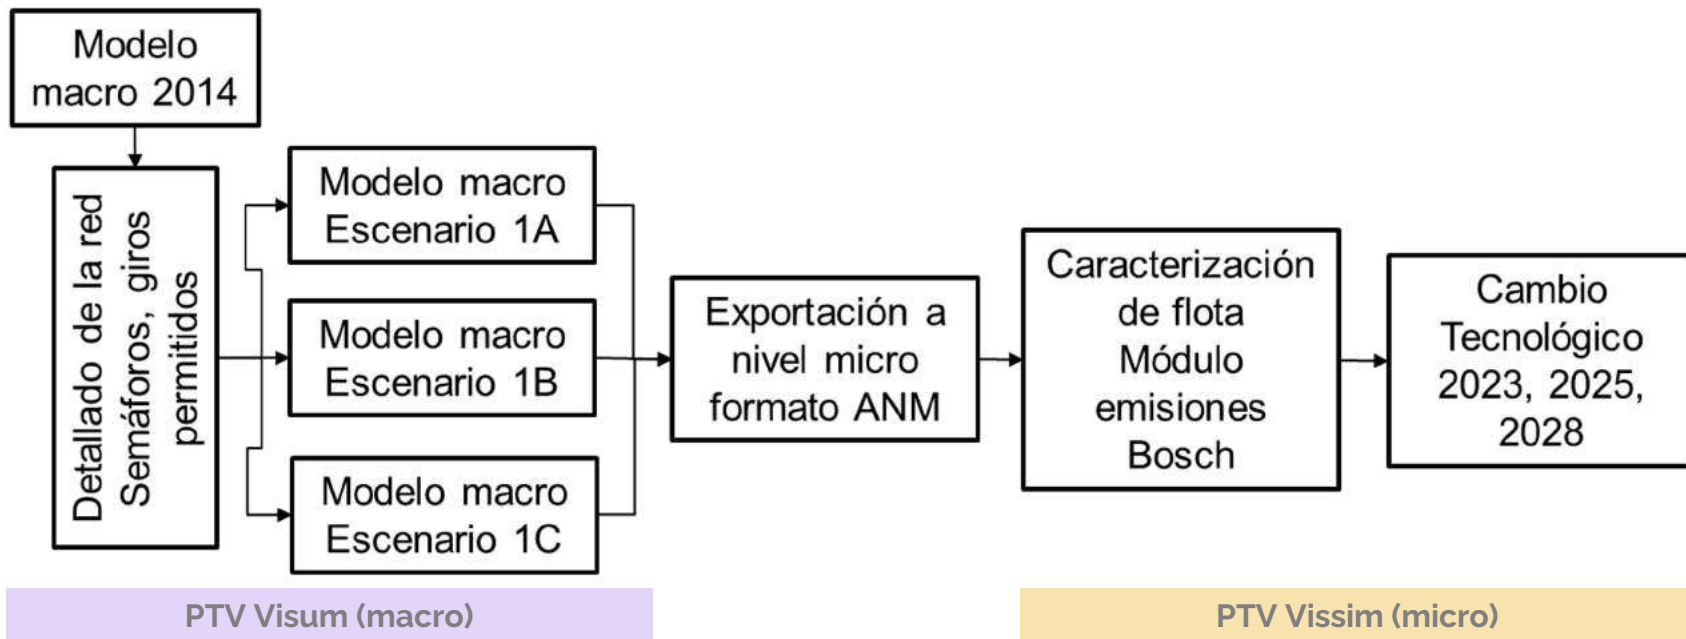 Modelo
macro 2014
Detallado de la red
Semáforos, giros
permitidos
Modelo macro
Escenario 1A
Modelo macro
Escenario 1B
Modelo macro
Escenario 1C
Exportación a
nivel micro
formato ANM
Caracterización
de flota
Módulo
emisiones
Bosch
Cambio
Tecnológico
2023, 2025,
2028
PTV Visum (macro)
PTV Vissim (micro)